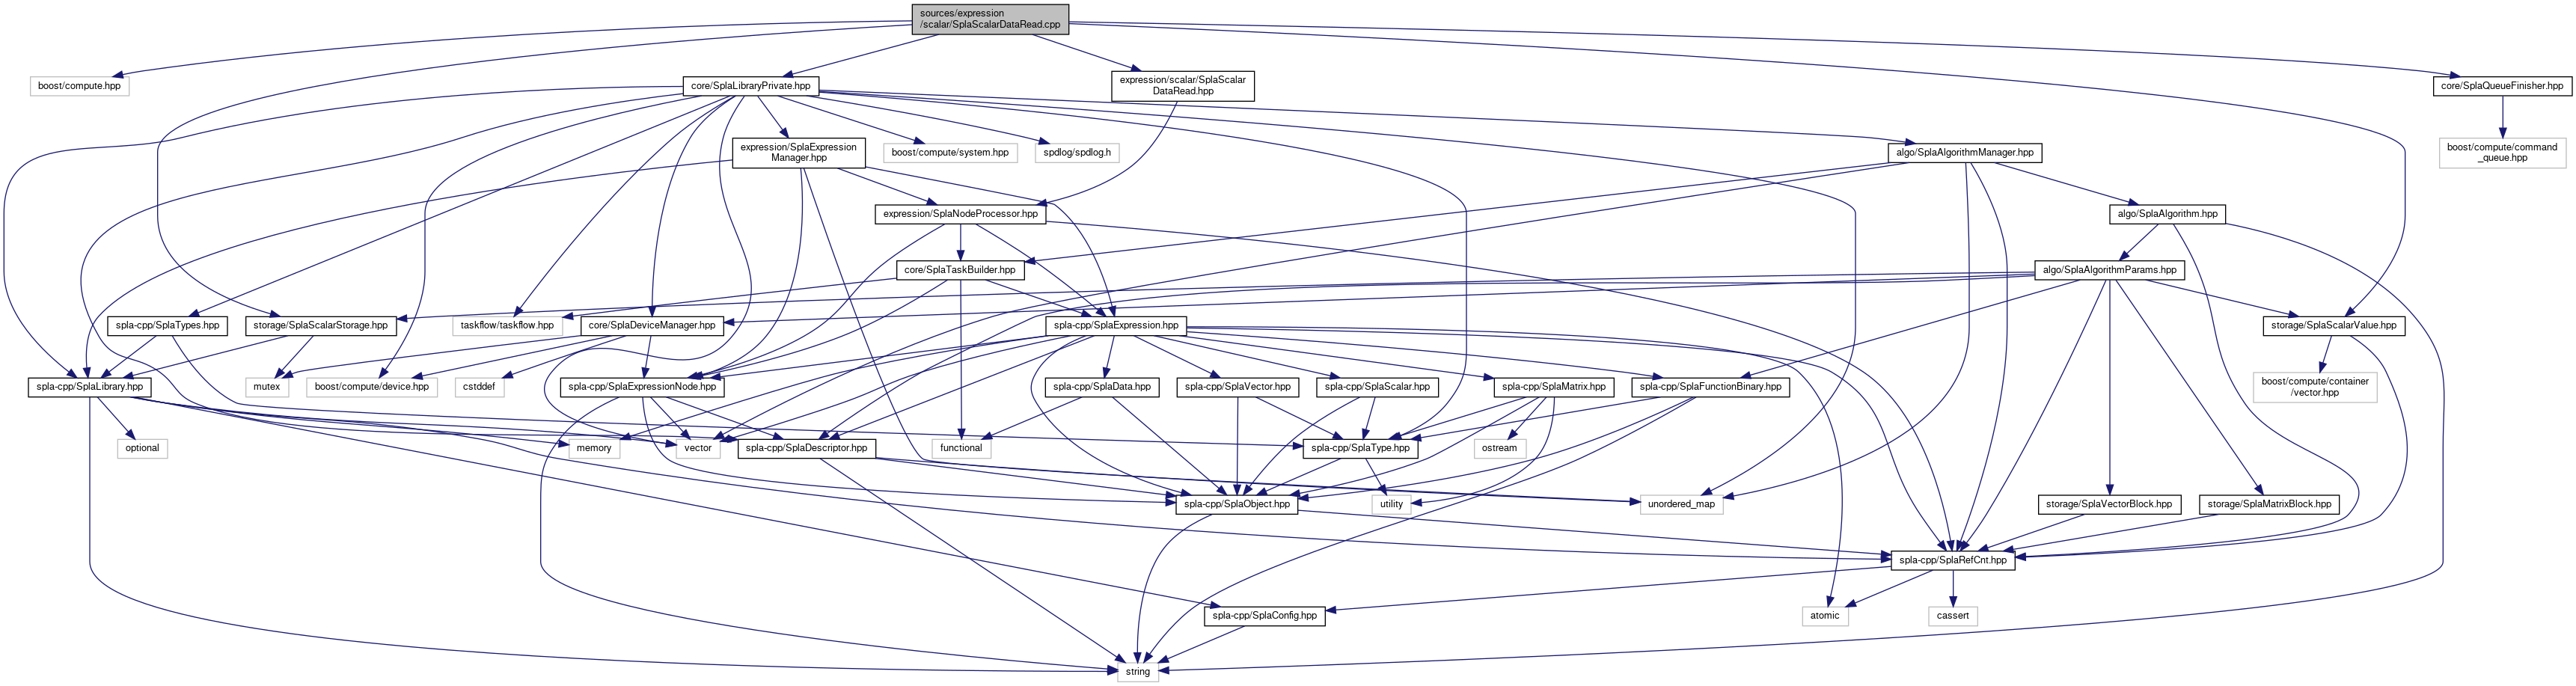 sources/expression
/scalar/SplaScalarDataRead.cpp
boost/compute.hpp
core/SplaLibraryPrivate.hpp
expression/scalar/SplaScalar
DataRead.hpp
core/SplaQueueFinisher.hpp
expression/SplaExpression
Manager.hpp
boost/compute/system.hpp
spdlog/spdlog.h
algo/SplaAlgorithmManager.hpp
boost/compute/command
_queue.hpp
expression/SplaNodeProcessor.hpp
algo/SplaAlgorithm.hpp
core/SplaTaskBuilder.hpp
algo/SplaAlgorithmParams.hpp
spla-cpp/SplaTypes.hpp
storage/SplaScalarStorage.hpp
taskflow/taskflow.hpp
core/SplaDeviceManager.hpp
spla-cpp/SplaExpression.hpp
storage/SplaScalarValue.hpp
spla-cpp/SplaLibrary.hpp
mutex
boost/compute/device.hpp
cstddef
spla-cpp/SplaExpressionNode.hpp
spla-cpp/SplaData.hpp
spla-cpp/SplaVector.hpp
spla-cpp/SplaScalar.hpp
spla-cpp/SplaMatrix.hpp
spla-cpp/SplaFunctionBinary.hpp
boost/compute/container
/vector.hpp
optional
memory
vector
spla-cpp/SplaDescriptor.hpp
functional
spla-cpp/SplaType.hpp
ostream
spla-cpp/SplaObject.hpp
utility
unordered_map
storage/SplaVectorBlock.hpp
storage/SplaMatrixBlock.hpp
spla-cpp/SplaRefCnt.hpp
spla-cpp/SplaConfig.hpp
atomic
cassert
string